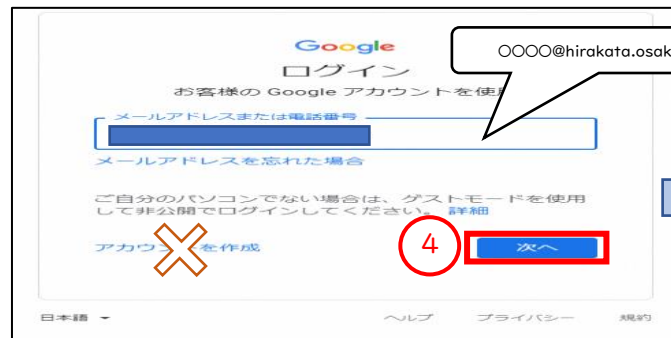 Google
〇〇〇〇@hirakata.osak
ログイン
お客様の Google アカウントを使
メールアドレスまたは電話番号
メールアドレスを忘れた場合
ご自分のパソコンでない場合は、ゲストモードを使用
して非公開でログインしてください。 詳細
アカウントを作成
4
次へ
日本語
ヘルプ
プライバシー
規約